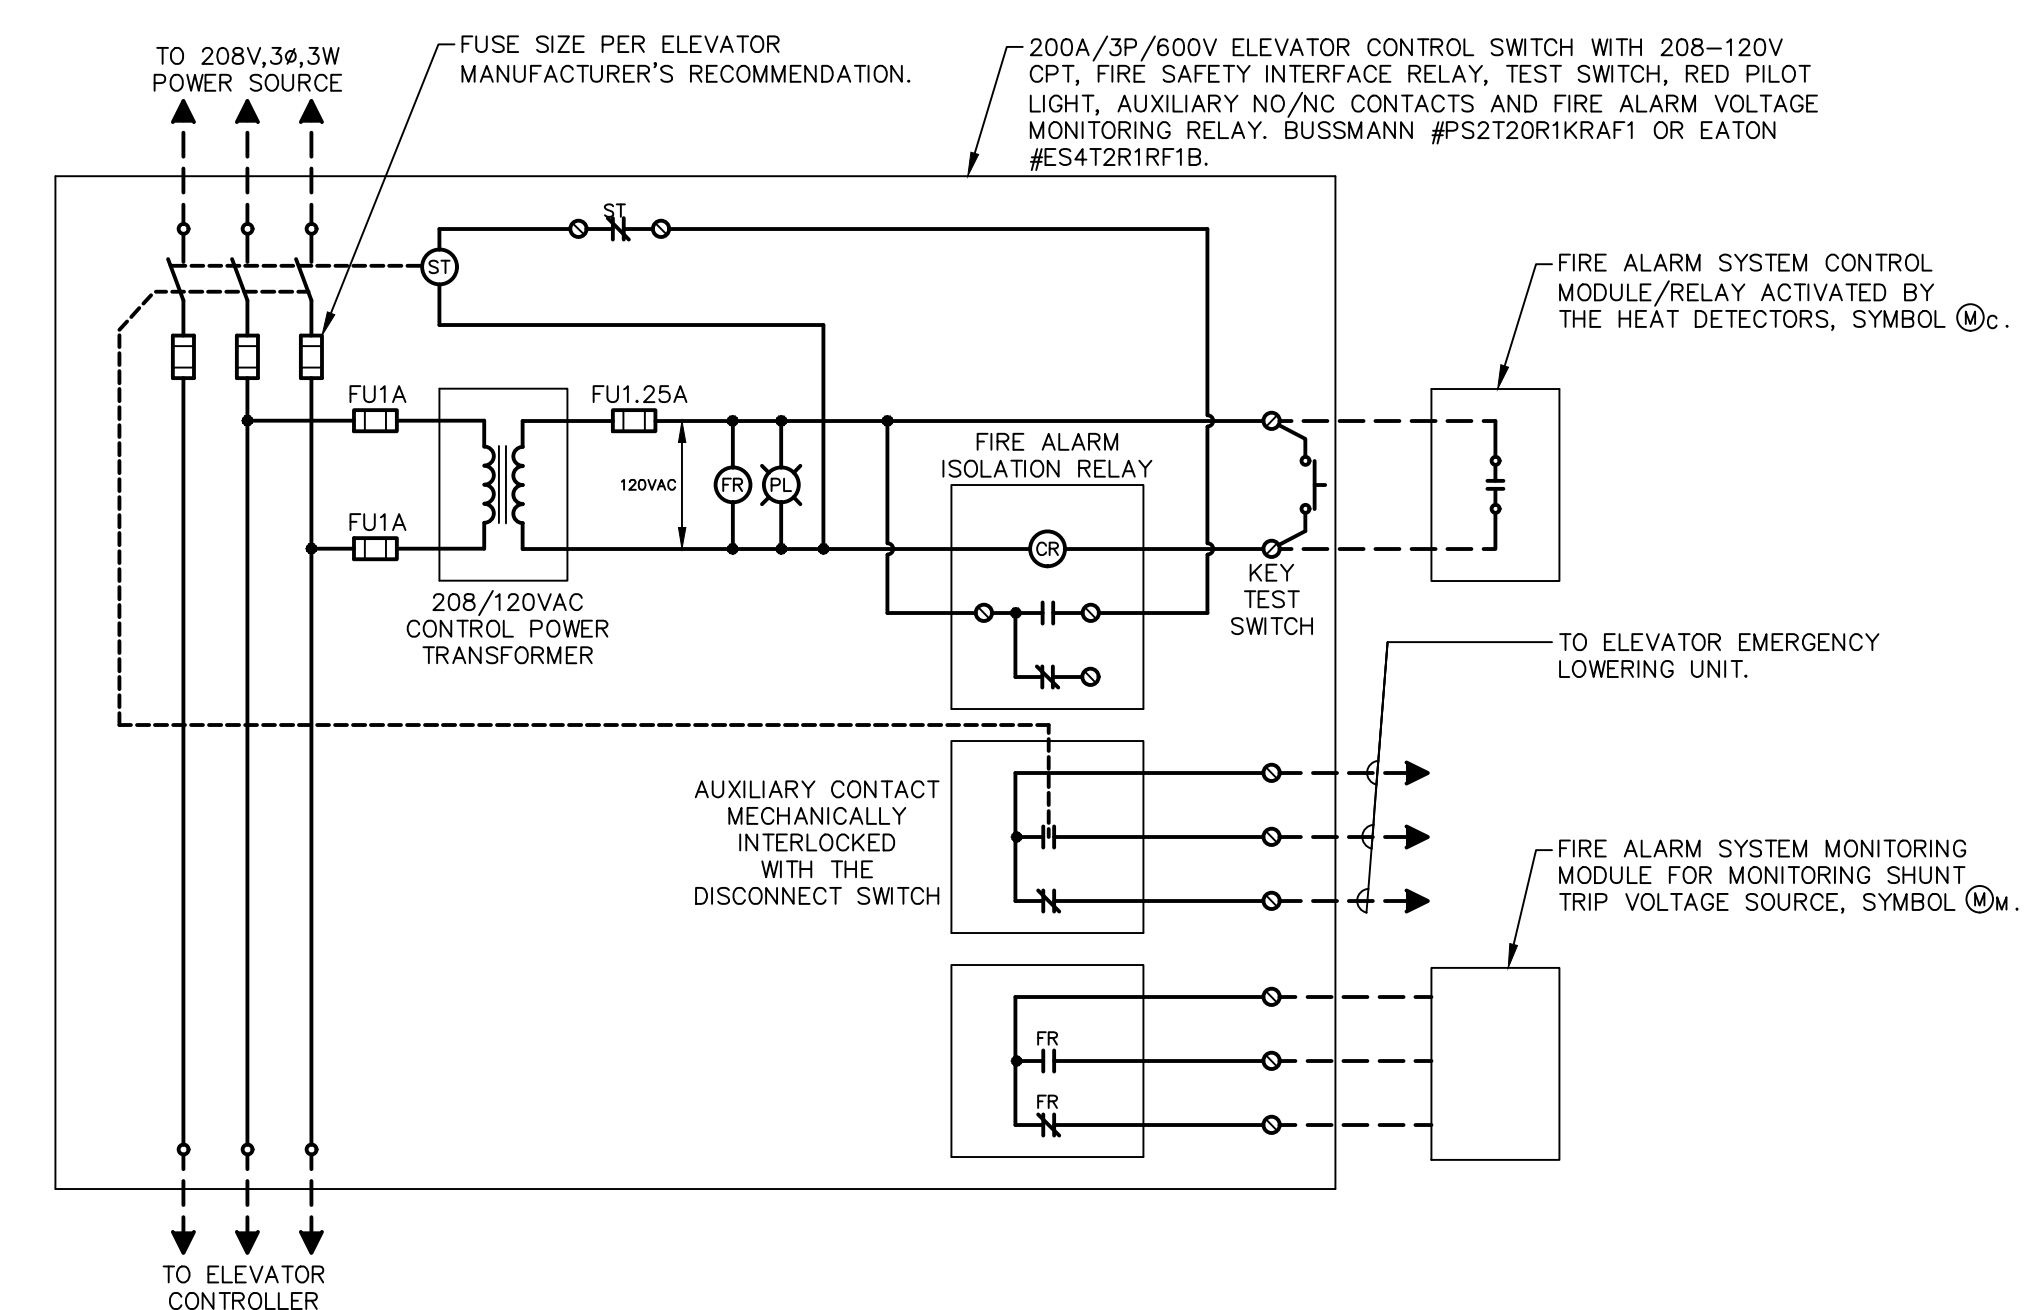 TO 208V,3ø,3W
POWER SOURCE
FUSE SIZE PER ELEVATOR
MANUFACTURER'S RECOMMENDATION.
200A/3P/600V ELEVATOR CONTROL SWITCH WITH 208-120V
CPT, FIRE SAFETY INTERFACE RELAY, TEST SWITCH, RED PILOT
LIGHT, AUXILIARY NO/NC CONTACTS AND FIRE ALARM VOLTAGE
MONITORING RELAY. BUSSMANN #PS2T20R1KRAF1 OR EATON
#ES4T2R1RF1B.
ST
ST
FIRE ALARM SYSTEM CONTROL
MODULE/RELAY ACTIVATED BY
THE HEAT DETECTORS, SYMBOL Ⓜc.
FU1A
FU1.25A
FIRE ALARM
ISOLATION RELAY
120VAC
FR
PL
FU1A
CR
KEY
TEST
SWITCH
208/120VAC
CONTROL POWER
TRANSFORMER
TO ELEVATOR EMERGENCY
LOWERING UNIT.
AUXILIARY CONTACT
MECHANICALLY
INTERLOCKED
WITH THE
DISCONNECT SWITCH
FIRE ALARM SYSTEM MONITORING
MODULE FOR MONITORING SHUNT
TRIP VOLTAGE SOURCE, SYMBOL ⓂM.
FR
FR
TO ELEVATOR
CONTROLLER